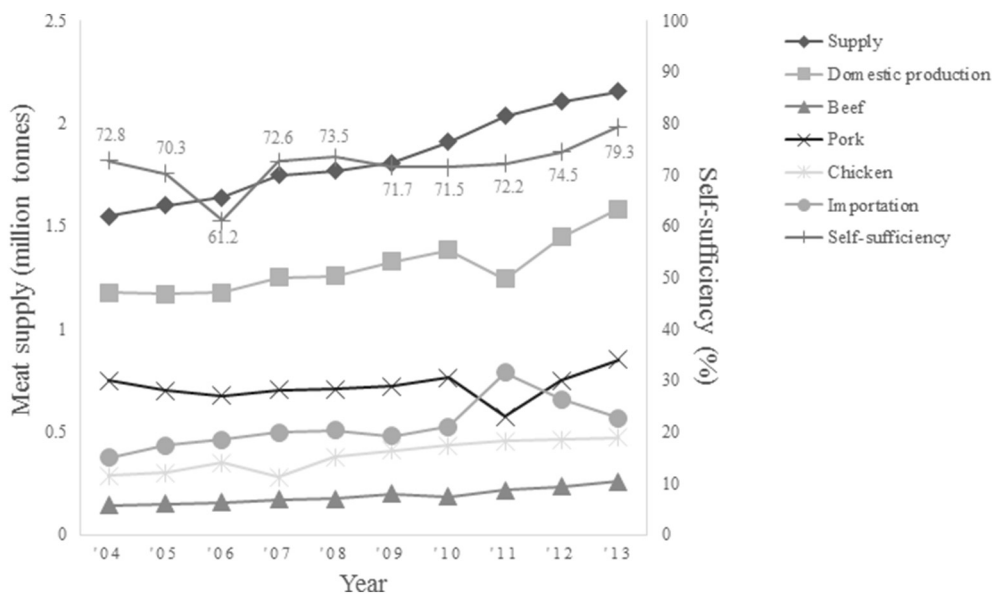 Meat supply (million tonnes)
2.5
2
1.5
1
0.5
0
72.8
70.3
61.2
72.6
73.5
71.7
71.5
72.2
74.5
79.3
100
90
80
70
60
50
40
30
20
10
0
Self-sufficiency (%)
'04 '05 '06 '07 '08 '09 '10 '11 '12 '13
Year
Supply
Domestic production
Beef
Pork
Chicken
Importation
Self-sufficiency